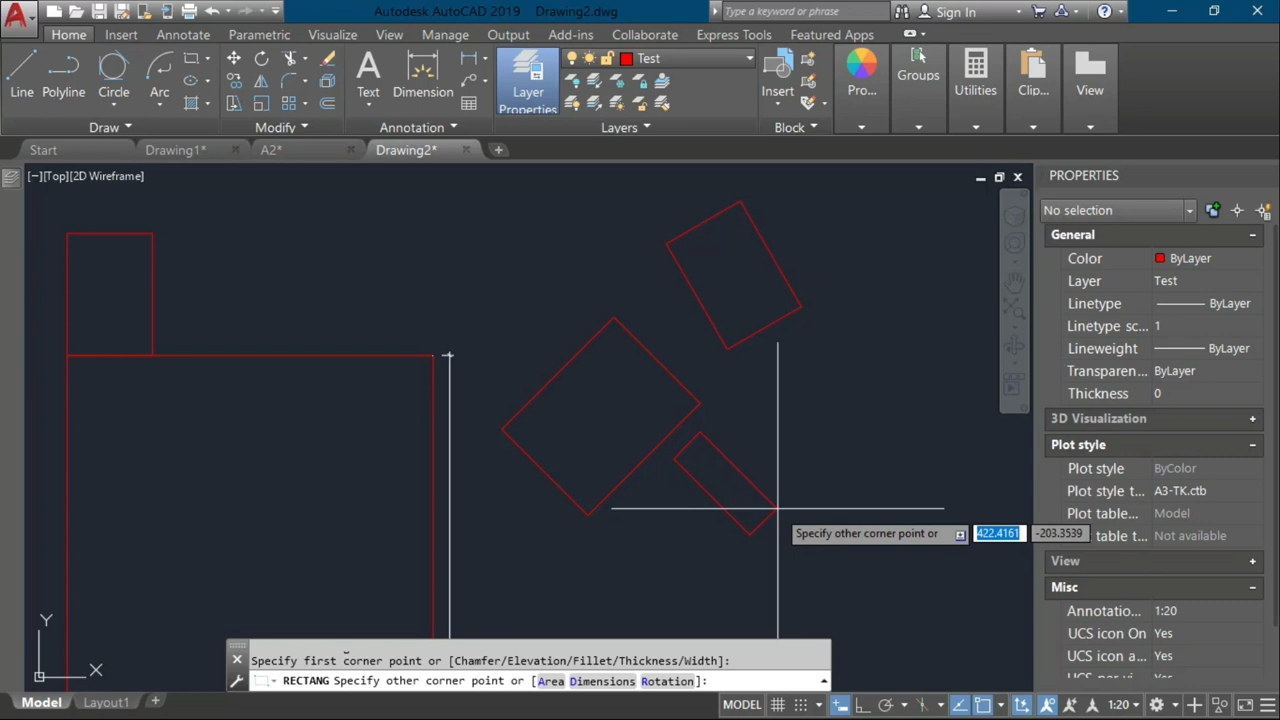 Autodesk AutoCAD 2019 Drawing2.dwg
Type a keyword or phrase
Sign In
Home Insert Annotate Parametric Visualize View Manage Output Add-ins Collaborate Express Tools Featured Apps
Test
Line Polyline Circle Arc
Text Dimension
Layer
Properties
Insert
Pro...
Groups
Utilities
Clip...
View
Draw Modify Annotation Layers Block
Start Drawing1* A2* Drawing2*
[−][Top][2D Wireframe]
PROPERTIES
No selection
General
Color ByLayer
Layer Test
Linetype ByLayer
Linetype sc... 1
Lineweight ByLayer
Transparen... ByLayer
Thickness 0
3D Visualization
Plot style
Plot style ByColor
Plot style t... A3-TK.ctb
Plot table... Model
table t... Not available
View
Misc
Annotatio... 1:20
UCS icon On Yes
UCS icon a... Yes
UCS per vi... Yes
Specify other corner point or 422.4161 -203.3539
Y
X
Specify first corner point or [Chamfer/Elevation/Fillet/Thickness/Width]:
RECTANG Specify other corner point or [Area Dimensions Rotation]:
Model Layout1
MODEL
1:20